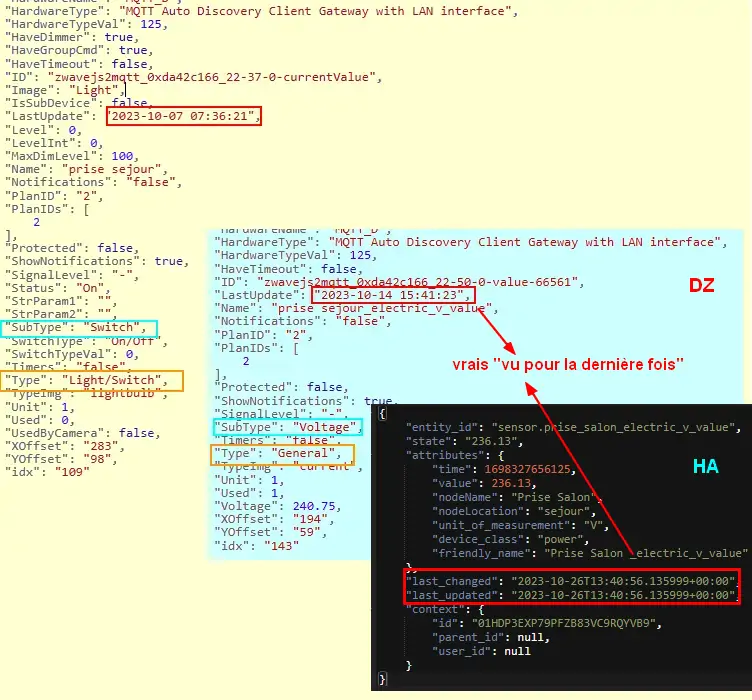 "HardwareType": "MQTT Auto Discovery Client Gateway with LAN interface",
"HardwareTypeVal": 125,
"HaveDimmer": true,
"HaveGroupCmd": true,
"HaveTimeout": false,
"ID": "zwavejs2mqtt_0xda42c166_22-37-0-currentValue",
"Image": "Light",
"IsSubDevice": false,
"LastUpdate": "2023-10-07 07:36:21",
"Level": 0,
"LevelInt": 0,
"MaxDimLevel": 100,
"Name": "prise sejour",
"Notifications": "false",
"PlanID": "2",
"PlanIDs": [
2
],
"Protected": false,
"ShowNotifications": true,
"SignalLevel": "-",
"Status": "On",
"StrParam1": "",
"StrParam2": "",
"SubType": "Switch",
"SwitchType": "On/Off",
"SwitchTypeVal": 0,
"Timers": "false",
"Type": "Light/Switch",
"TypeImg": "lightbulb",
"Unit": 1,
"Used": 0,
"UsedByCamera": false,
"XOffset": "283",
"YOffset": "98",
"idx": "109"
"HardwareName": "MQTT_D",
"HardwareType": "MQTT Auto Discovery Client Gateway with LAN interface",
"HardwareTypeVal": 125,
"HaveTimeout": false,
"ID": "zwavejs2mqtt_0xda42c166_22-50-0-value-66561",
"LastUpdate": "2023-10-14 15:41:23",
"Name": "prise sejour_electric_v_value",
"Notifications": "false",
"PlanID": "2",
"PlanIDs": [
2
],
"Protected": false,
"ShowNotifications": true,
"SignalLevel": "-",
"SubType": "Voltage",
"Timers": "false",
"Type": "General",
"TypeImg": "current",
"Unit": 1,
"Used": 1,
"Voltage": 240.75,
"XOffset": "194",
"YOffset": "59",
"idx": "143"
DZ
vrais "vu pour la dernière fois"
HA
{
"entity_id": "sensor.prise_salon_electric_v_value",
"state": "236.13",
"attributes": {
"time": 1698327656125,
"value": 236.13,
"nodeName": "Prise Salon",
"nodeLocation": "sejour",
"unit_of_measurement": "V",
"device_class": "power",
"friendly_name": "Prise Salon _electric_v_value"
},
"last_changed": "2023-10-26T13:40:56.135999+00:00",
"last_updated": "2023-10-26T13:40:56.135999+00:00",
"context": {
"id": "01HDP3EXP79PFZB83VC9RQYVB9",
"parent_id": null,
"user_id": null
}
}